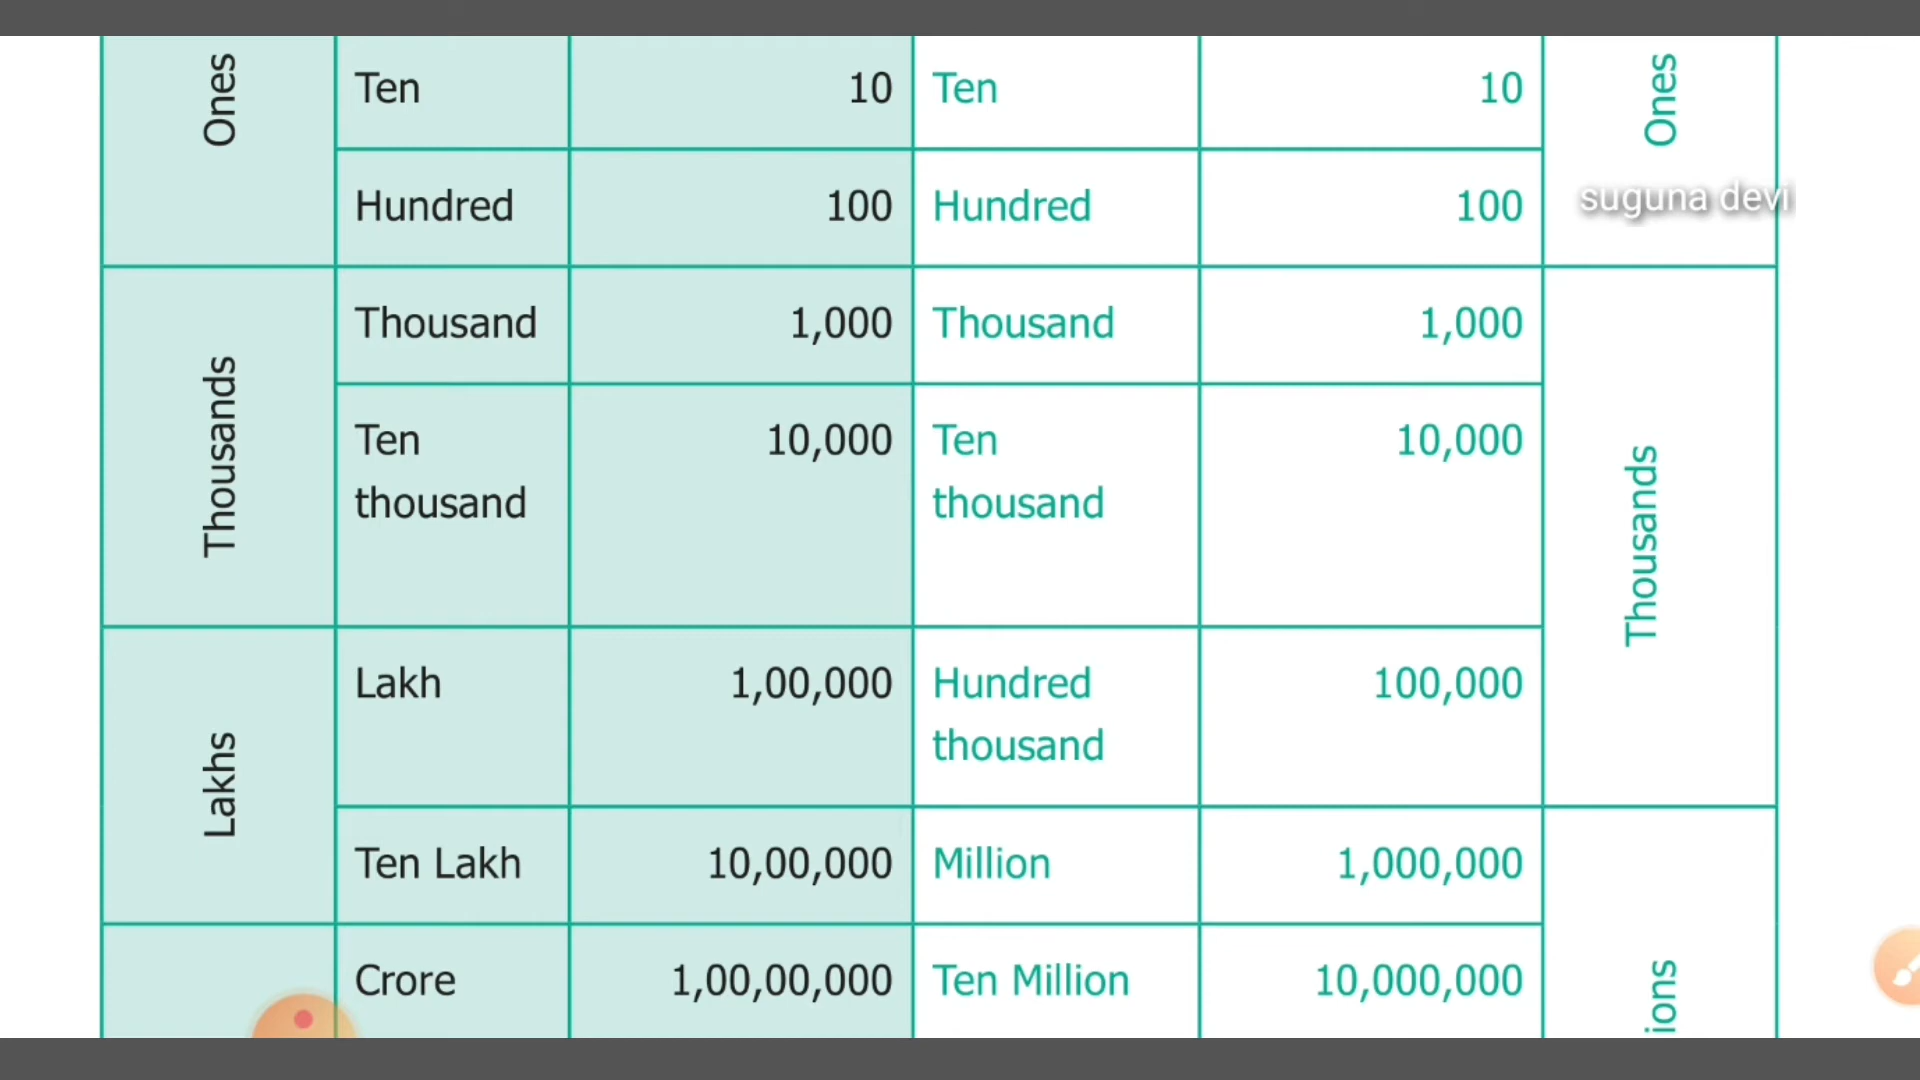 Ones
Ten 10 Ten 10
Ones
Hundred 100 Hundred 100
suguna devi
Thousands
Thousand 1,000 Thousand 1,000
Ten 10,000 Ten 10,000
thousand thousand
Thousands
Lakhs
Lakh 1,00,000 Hundred 100,000
thousand
Ten Lakh 10,00,000 Million 1,000,000
Crore 1,00,00,000 Ten Million 10,000,000
ions